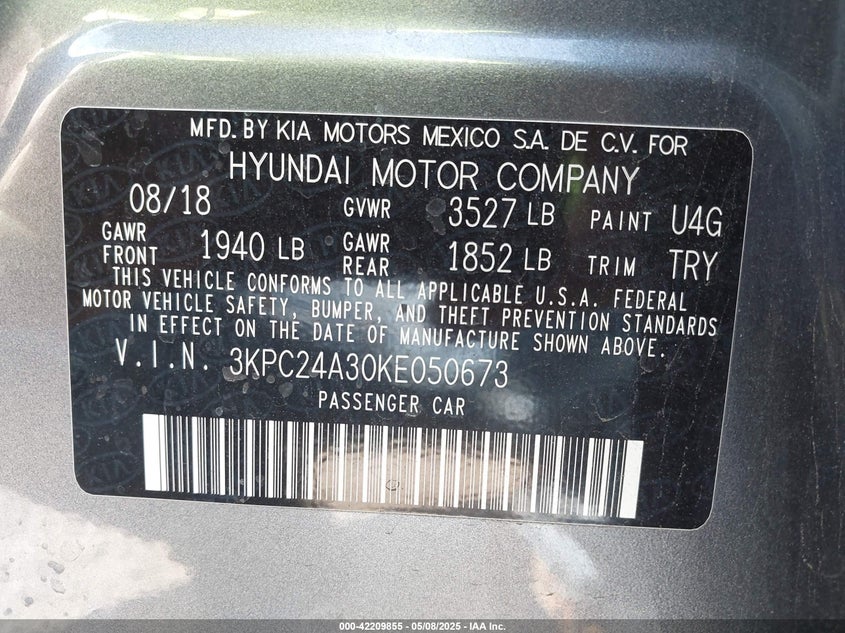 MFD. BY KIA MOTORS MEXICO S.A. DE C.V. FOR
HYUNDAI MOTOR COMPANY
08/18 GVWR 3527 LB PAINT U4G
GAWR FRONT 1940 LB GAWR REAR 1852 LB TRIM TRY
THIS VEHICLE CONFORMS TO ALL APPLICABLE U.S.A. FEDERAL
MOTOR VEHICLE SAFETY, BUMPER, AND THEFT PREVENTION STANDARDS
IN EFFECT ON THE DATE OF MANUFACTURE SHOWN ABOVE.
V.I.N. 3KPC24A30KE050673
PASSENGER CAR
000-42209855 - 05/08/2025 - IAA Inc.